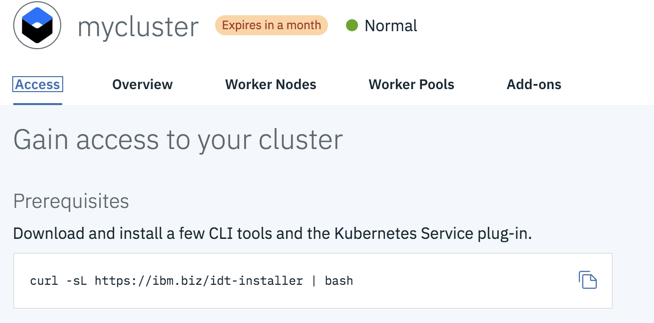 mycluster Expires in a month Normal
Access Overview Worker Nodes Worker Pools Add-ons
Gain access to your cluster
Prerequisites
Download and install a few CLI tools and the Kubernetes Service plug-in.
curl -sL https://ibm.biz/idt-installer | bash